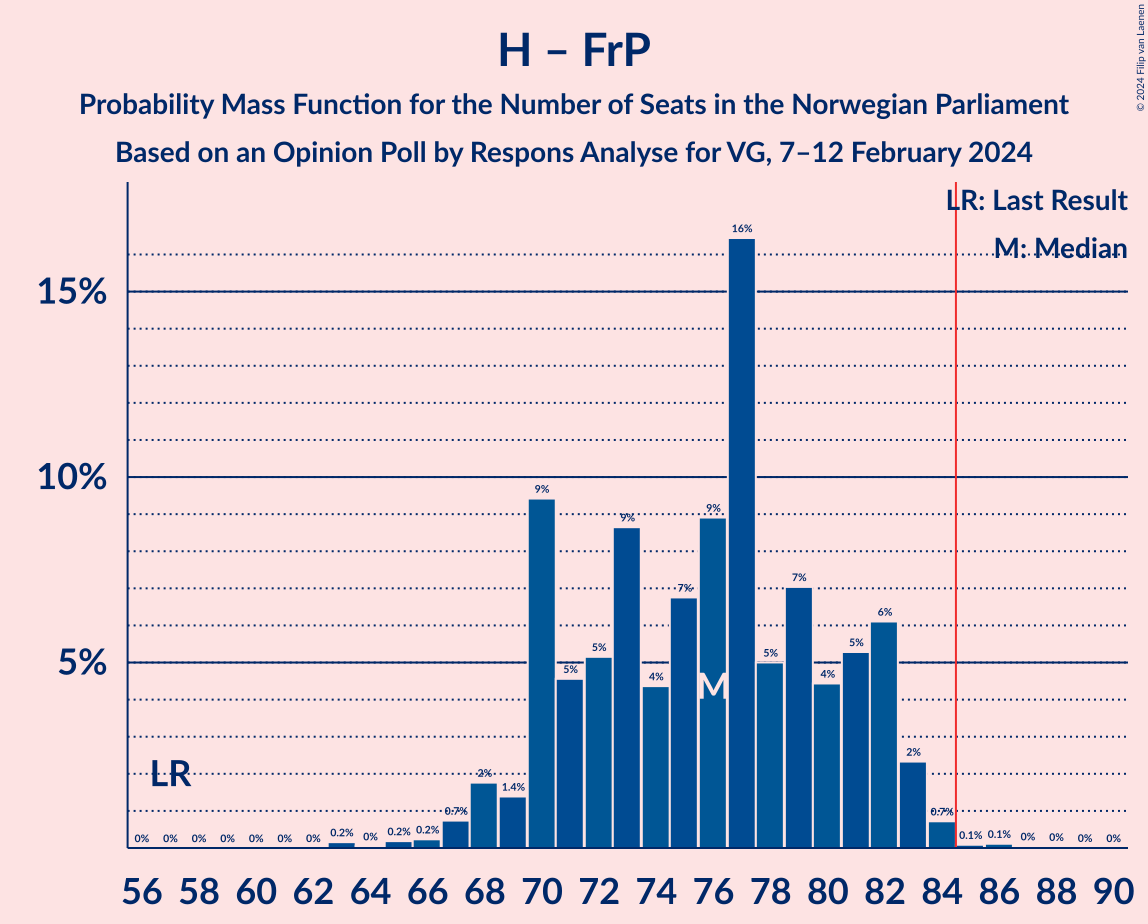 H – FrP
Probability Mass Function for the Number of Seats in the Norwegian Parliament
Based on an Opinion Poll by Respons Analyse for VG, 7–12 February 2024
© 2024 Filip van Laenen
LR: Last Result
M: Median
15%
10%
5%
LR
M
0% 0% 0% 0% 0% 0% 0% 0.2% 0% 0.2% 0.2% 0.7% 2% 1.4% 9% 5% 5% 9% 4% 7% 9% 16% 5% 7% 4% 5% 6% 2% 0.7% 0.1% 0.1% 0% 0% 0% 0%
56 58 60 62 64 66 68 70 72 74 76 78 80 82 84 86 88 90